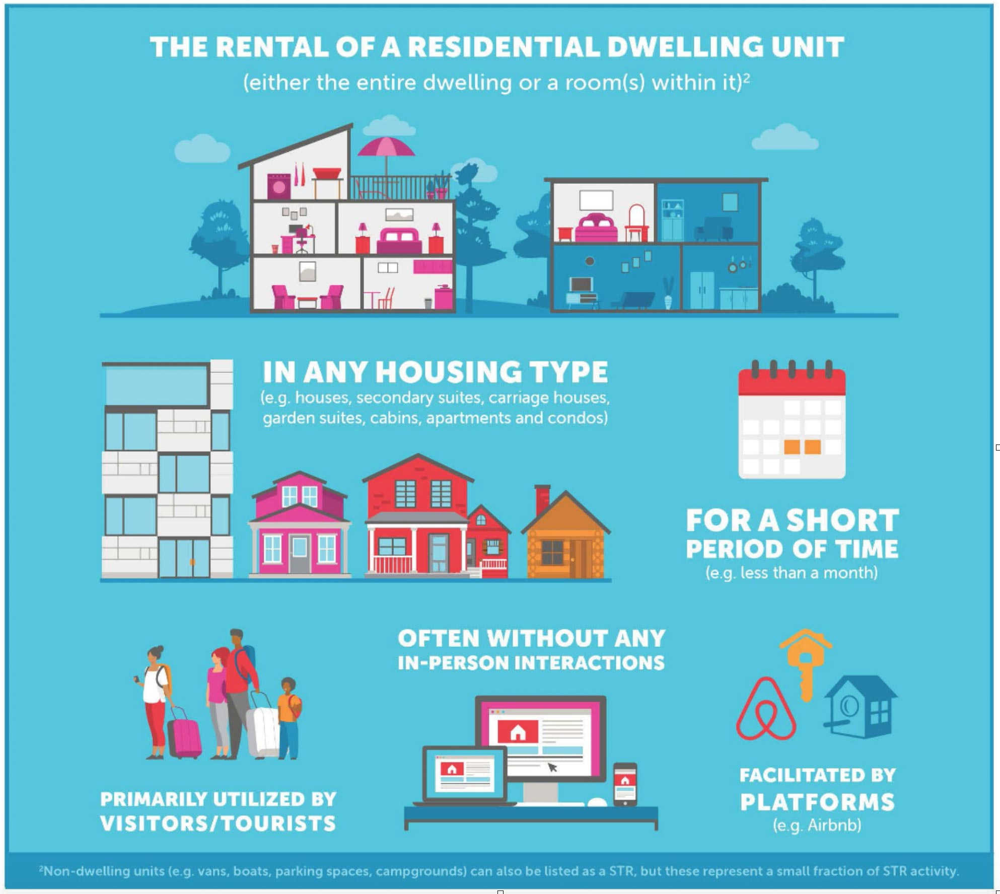 THE RENTAL OF A RESIDENTIAL DWELLING UNIT
(either the entire dwelling or a room(s) within it)²
IN ANY HOUSING TYPE
(e.g. houses, secondary suites, carriage houses,
garden suites, cabins, apartments and condos)
FOR A SHORT
PERIOD OF TIME
(e.g. less than a month)
PRIMARILY UTILIZED BY
VISITORS/TOURISTS
OFTEN WITHOUT ANY
IN-PERSON INTERACTIONS
FACILITATED BY
PLATFORMS
(e.g. Airbnb)
²Non-dwelling units (e.g. vans, boats, parking spaces, campgrounds) can also be listed as a STR, but these represent a small fraction of STR activity.